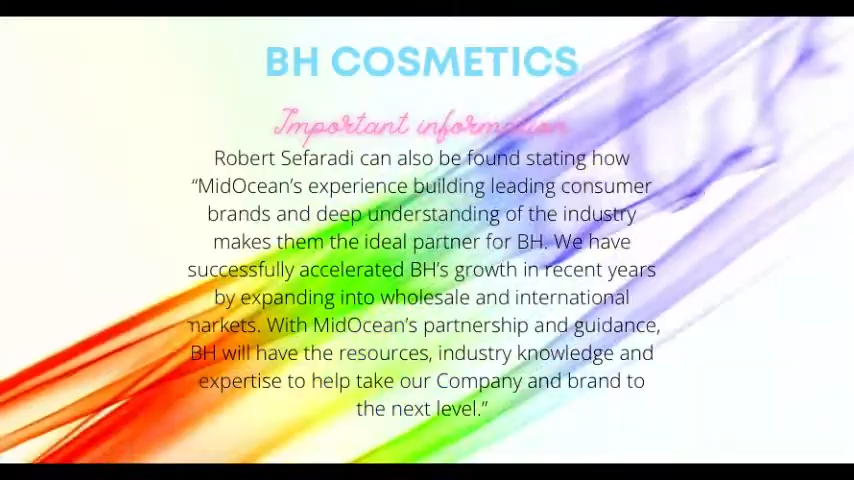 BH COSMETICS
Important information
Robert Sefaradi can also be found stating how
“MidOcean’s experience building leading consumer
brands and deep understanding of the industry
makes them the ideal partner for BH. We have
successfully accelerated BH’s growth in recent years
by expanding into wholesale and international
markets. With MidOcean’s partnership and guidance,
BH will have the resources, industry knowledge and
expertise to help take our Company and brand to
the next level.”